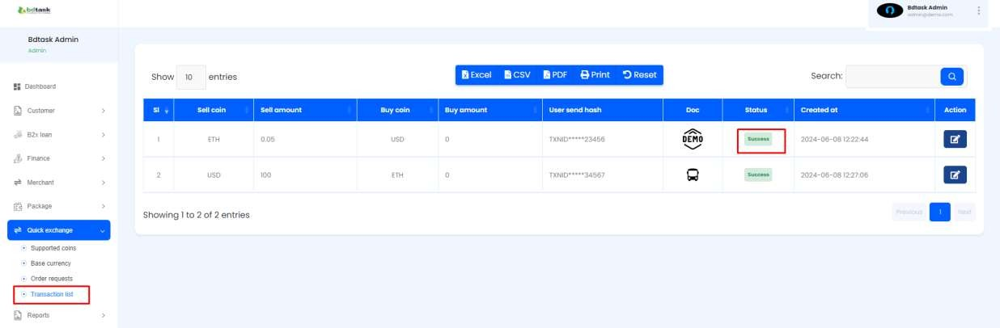 bdtask
Bdtask Admin
admin@demo.com
Bdtask Admin
Admin
Dashboard
Customer
B2x loan
Finance
Merchant
Package
Quick exchange
Supported coins
Base currency
Order requests
Transaction list
Reports
Show 10 entries
Excel CSV PDF Print Reset
Search:
Sl Sell coin Sell amount Buy coin Buy amount User send hash Doc Status Created at Action
1 ETH 0.05 USD 0 TXNID*****23456 DEMO Success 2024-06-08 12:22:44
2 USD 100 ETH 0 TXNID*****34567 Success 2024-06-08 12:27:06
Showing 1 to 2 of 2 entries
Previous 1 Next